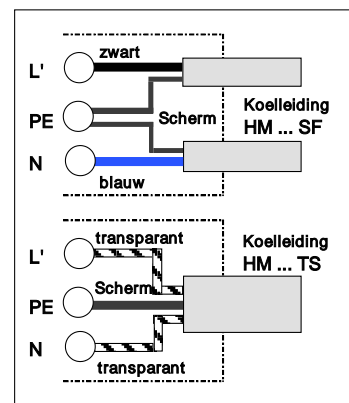 zwart
L'
Koelleiding
PE
Scherm
HM ... SF
N
blauw
transparant
Koelleiding
L'
HM ... TS
Scherm
PE
N
transparant